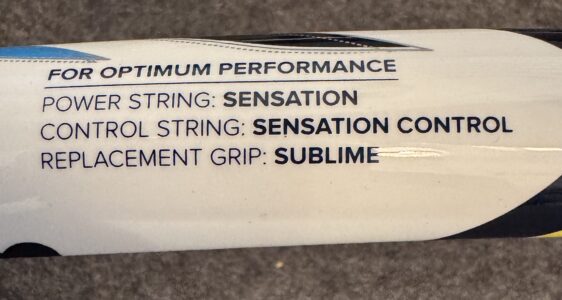 FOR OPTIMUM PERFORMANCE
POWER STRING: SENSATION
CONTROL STRING: SENSATION CONTROL
REPLACEMENT GRIP: SUBLIME